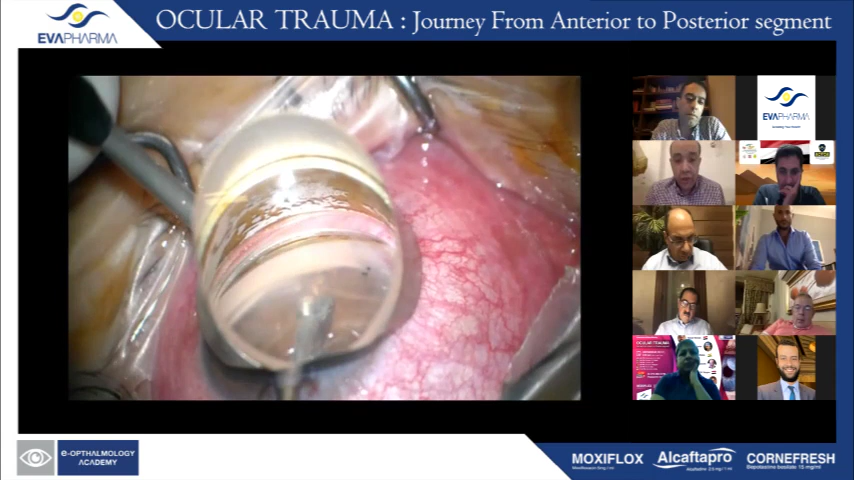 EVAPHARMA
OCULAR TRAUMA : Journey From Anterior to Posterior segment
EVAPHARMA
OCULAR TRAUMA
e-OPTHALMOLOGY
ACADEMY
MOXIFLOX
Alcaftapro
CORNEFRESH